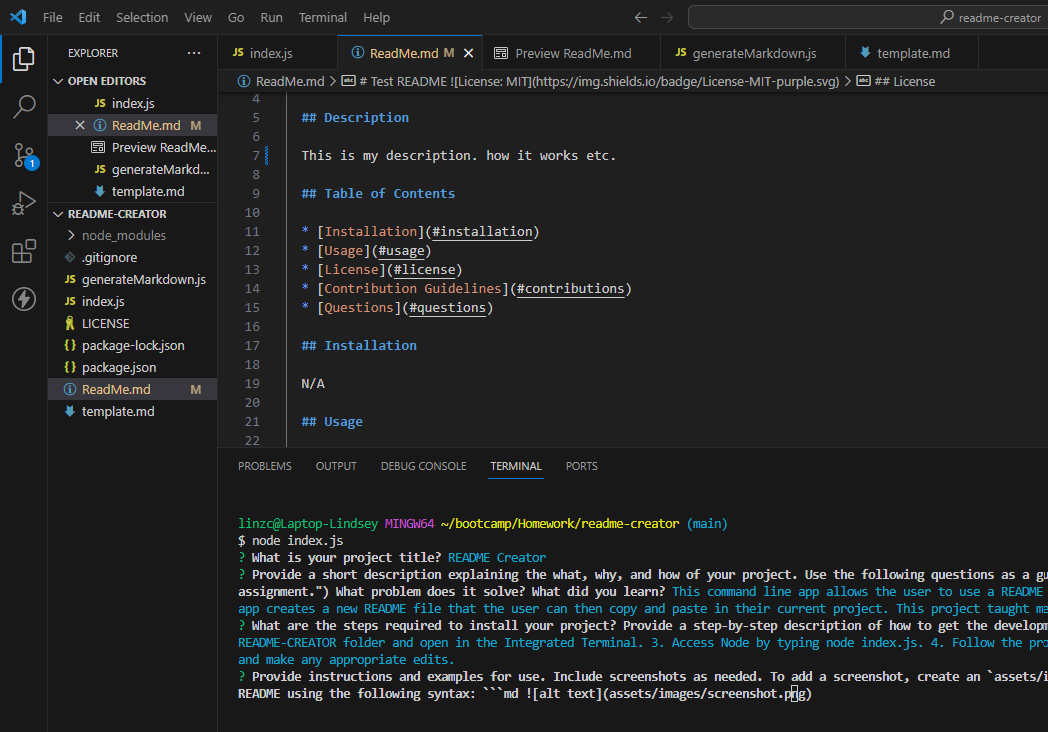 File Edit Selection View Go Run Terminal Help
readme-creator
EXPLORER
OPEN EDITORS
JS index.js
ReadMe.md M
Preview ReadMe...
JS generateMarkd...
template.md
README-CREATOR
node_modules
.gitignore
JS generateMarkdown.js
JS index.js
LICENSE
{} package-lock.json
{} package.json
ReadMe.md M
template.md
1
JS index.js ReadMe.md M Preview ReadMe.md JS generateMarkdown.js template.md
ReadMe.md > # Test README ![License: MIT](https://img.shields.io/badge/License-MIT-purple.svg) > ## License
4
5 ## Description
6
7 This is my description. how it works etc.
8
9 ## Table of Contents
10
11 * [Installation](#installation)
12 * [Usage](#usage)
13 * [License](#license)
14 * [Contribution Guidelines](#contributions)
15 * [Questions](#questions)
16
17 ## Installation
18
19 N/A
20
21 ## Usage
22
PROBLEMS OUTPUT DEBUG CONSOLE TERMINAL PORTS
linzc@Laptop-Lindsey MINGW64 ~/bootcamp/Homework/readme-creator (main)
$ node index.js
? What is your project title? README Creator
? Provide a short description explaining the what, why, and how of your project. Use the following questions as a gu
assignment.") What problem does it solve? What did you learn? This command line app allows the user to use a README
app creates a new README file that the user can then copy and paste in their current project. This project taught me
? What are the steps required to install your project? Provide a step-by-step description of how to get the developm
README-CREATOR folder and open in the Integrated Terminal. 3. Access Node by typing node index.js. 4. Follow the pro
and make any appropriate edits.
? Provide instructions and examples for use. Include screenshots as needed. To add a screenshot, create an `assets/i
README using the following syntax: ```md ![alt text](assets/images/screenshot.png)